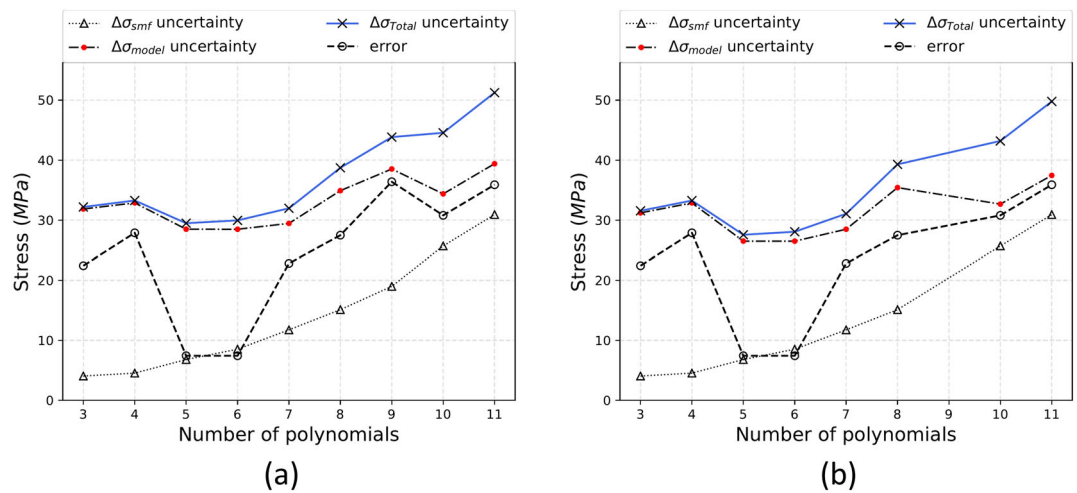 Δσsmf uncertainty
ΔσTotal uncertainty
Δσmodel uncertainty
error
50
40
30
20
10
0
Stress (MPa)
3 4 5 6 7 8 9 10 11
Number of polynomials
(a)
Δσsmf uncertainty
ΔσTotal uncertainty
Δσmodel uncertainty
error
50
40
30
20
10
0
Stress (MPa)
3 4 5 6 7 8 9 10 11
Number of polynomials
(b)